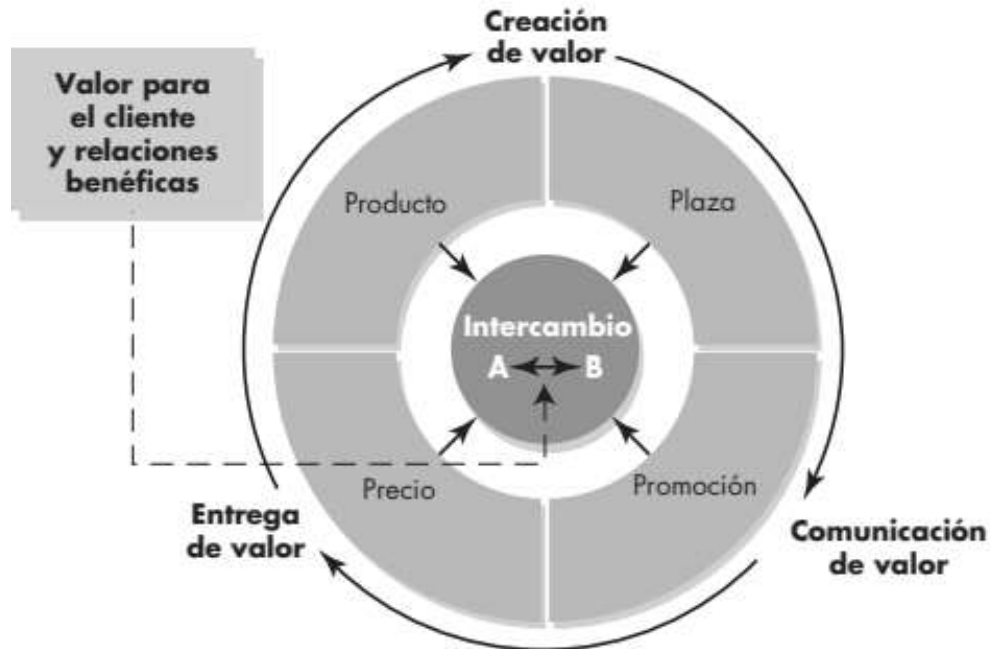 Creación
de valor
Valor para
el cliente
y relaciones
benéficas
Producto
Plaza
Intercambio
A B
Precio
Promoción
Entrega
de valor
Comunicación
de valor